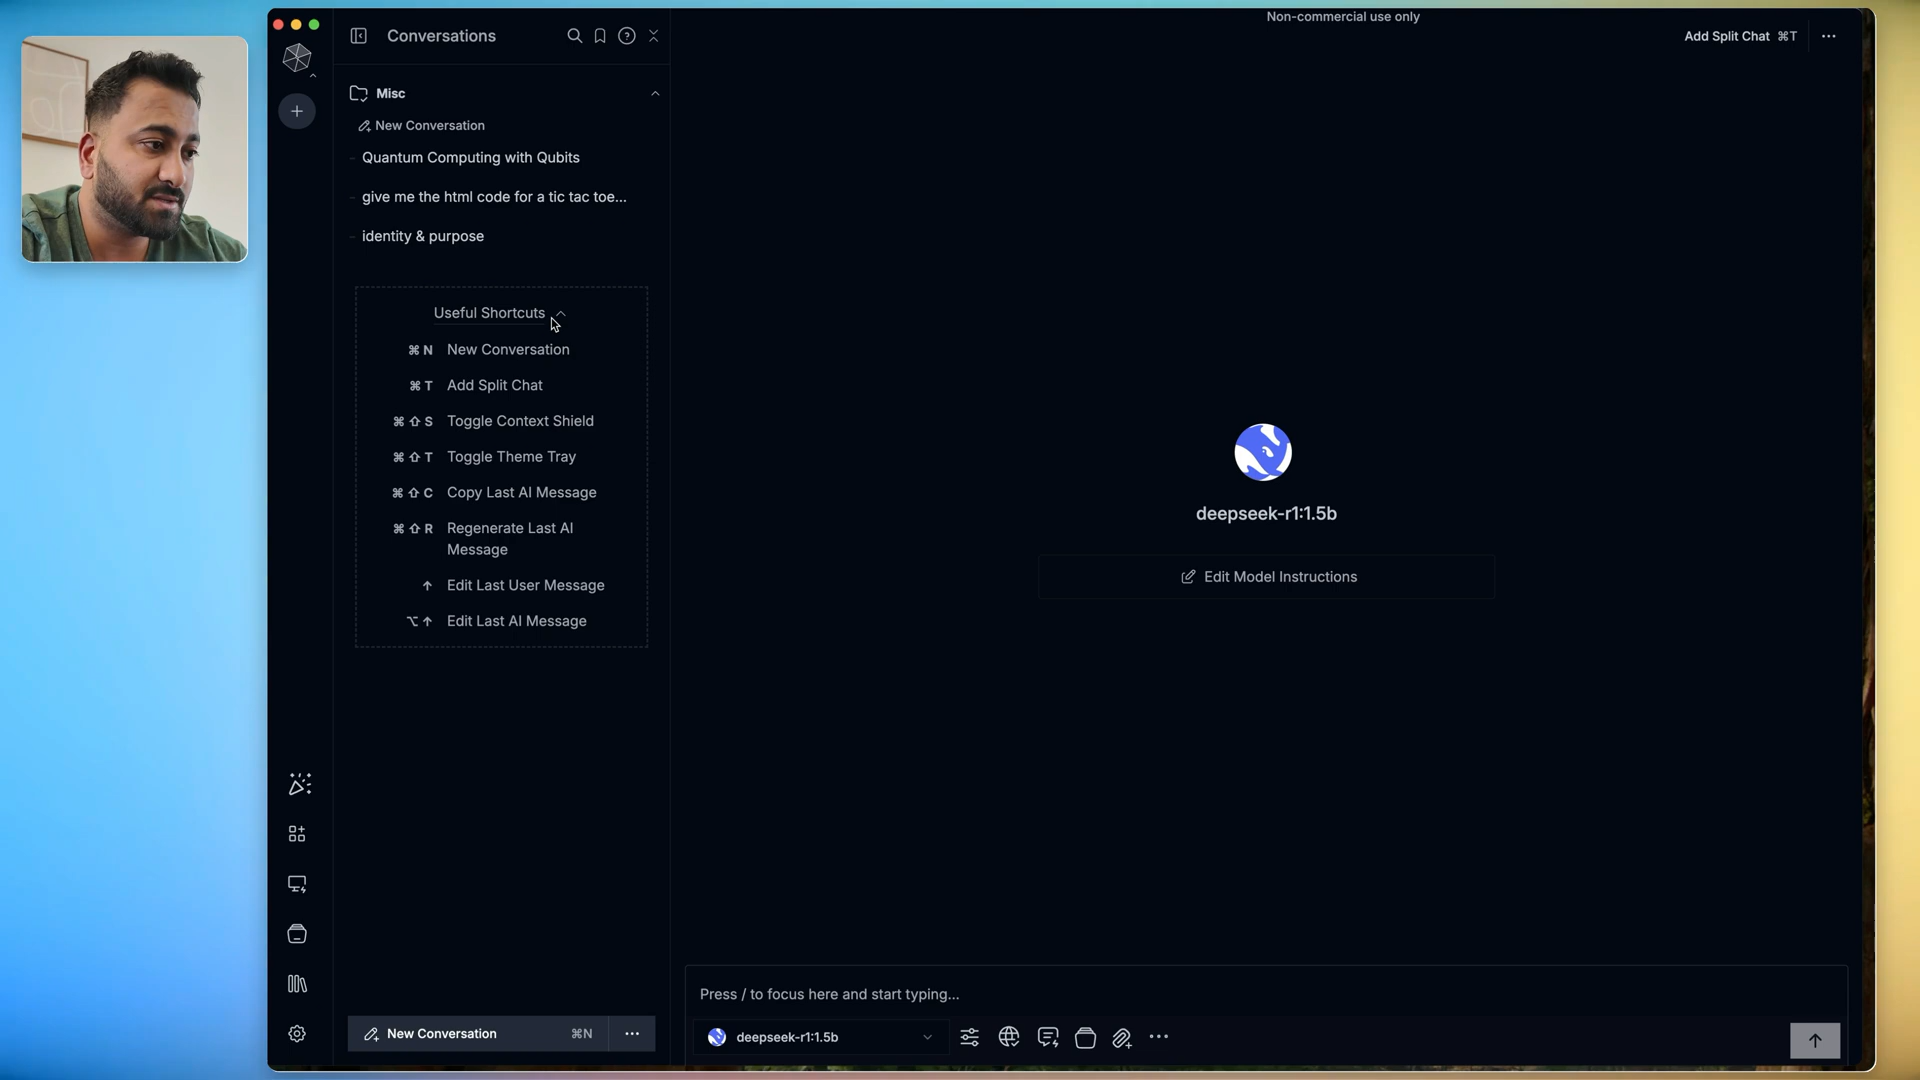 Non-commercial use only
Conversations
Add Split Chat ⌘T
Misc
New Conversation
Quantum Computing with Qubits
give me the html code for a tic tac toe...
identity & purpose
Useful Shortcuts
⌘ N New Conversation
⌘ T Add Split Chat
⌘ ⇧ S Toggle Context Shield
⌘ ⇧ T Toggle Theme Tray
⌘ ⇧ C Copy Last AI Message
⌘ ⇧ R Regenerate Last AI
Message
↑ Edit Last User Message
⌥ ↑ Edit Last AI Message
deepseek-r1:1.5b
Edit Model Instructions
Press / to focus here and start typing...
New Conversation ⌘N
deepseek-r1:1.5b